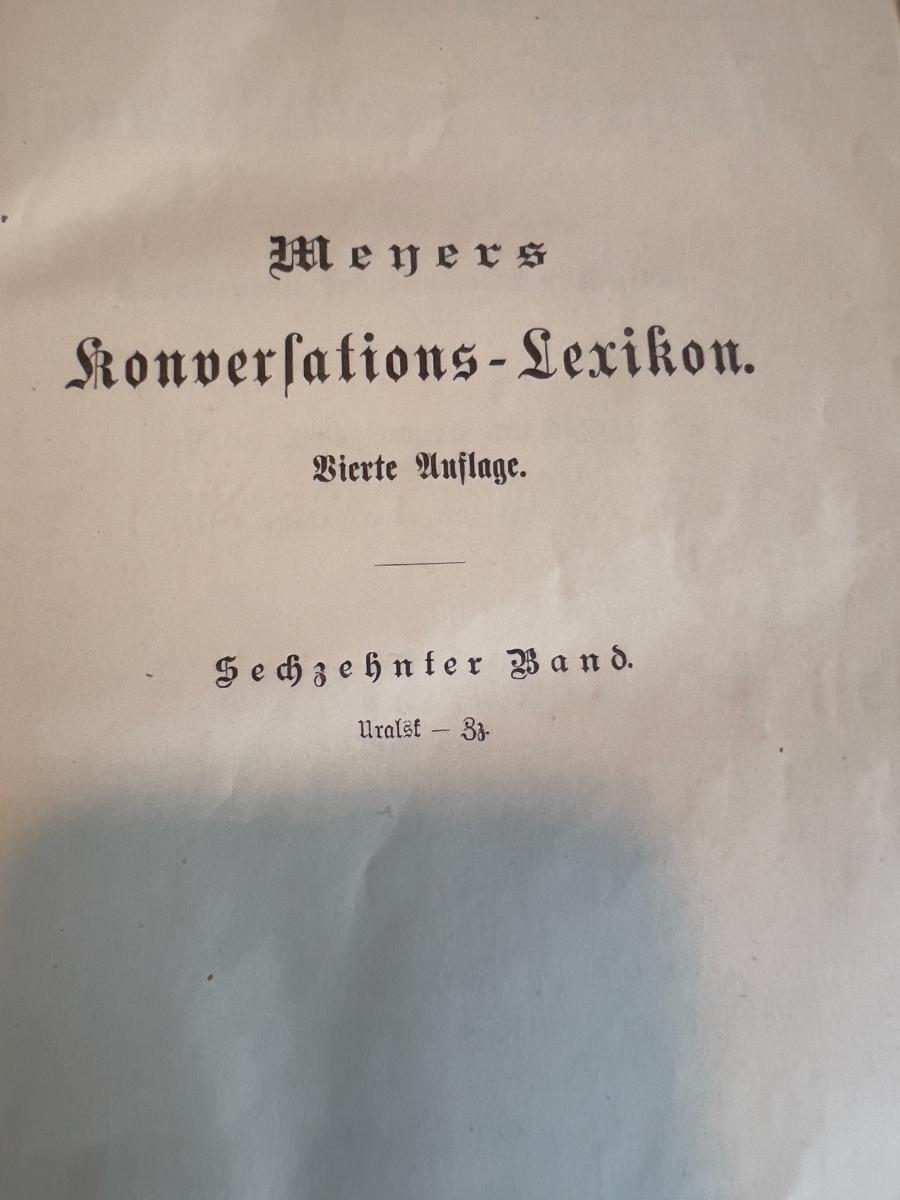 Meyers
Konverſations-Lexikon.
Vierte Auflage.
Sechzehnter Band.
Uralsk — Zz.